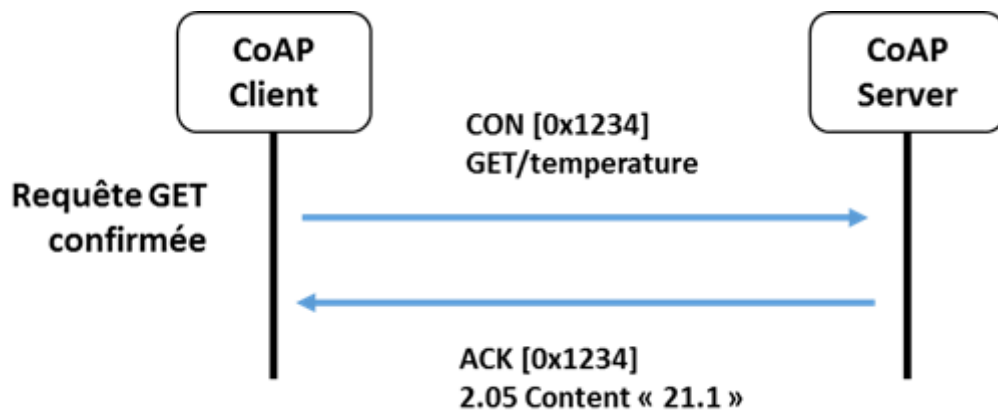 CoAP
Client
CoAP
Server
CON [0x1234]
GET/temperature
Requête GET
confirmée
ACK [0x1234]
2.05 Content « 21.1 »